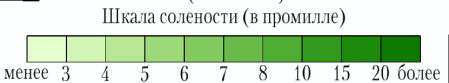 Шкала солености (в промилле)
менее 3 4 5 6 7 8 10 15 20 более